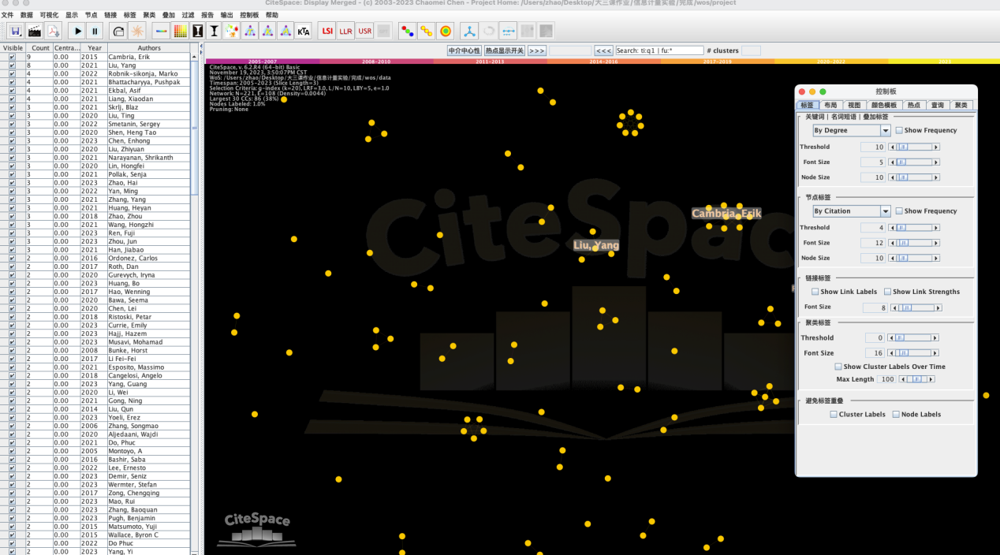 CiteSpace: Display Merged - (c) 2003-2023 Chaomei Chen - Project Home: /Users/zhao/Desktop/大三课作业/信息计量实验/完成/wos/project
文件 数据 可视化 显示 节点 链接 标签 聚类 叠加 过滤 报告 输出 控制板 帮助
KTA LSI LLR USR
Visible Count Centra... Year Authors
中介中心性 热点显示开关 >>> <<< Search: ti:q1 | fu:* # clusters
2005-2007 2008-2010 2011-2013 2014-2016 2017-2019 2020-2022 2023
CiteSpace, v. 6.2.R4 (64-bit) Basic
November 19, 2023, 3:50:07PM CST
WoS: /Users/zhao/Desktop/大三课作业/信息计量实验/完成/wos/data
Timespan: 2005-2023 (Slice Length=3)
Selection Criteria: g-index (k=20), LRF=3.0, L/N=10, LBY=5, e=1.0
Network: N=221, E=108 (Density=0.0044)
Largest 30 CCs: 86 (38%)
Nodes Labeled: 1.0%
Pruning: None
9 0.00 2015 Cambria, Erik
8 0.00 2021 Liu, Yang
4 0.00 2022 Robnik-sikonja, Marko
4 0.00 2021 Bhattacharyya, Pushpak
4 0.00 2021 Ekbal, Asif
4 0.00 2021 Liang, Xiaodan
3 0.00 2021 Skrlj, Blaz
3 0.00 2020 Liu, Ting
3 0.00 2022 Smetanin, Sergey
3 0.00 2020 Shen, Heng Tao
3 0.00 2023 Chen, Enhong
3 0.00 2020 Liu, Zhiyuan
3 0.00 2021 Narayanan, Shrikanth
3 0.00 2020 Lin, Hongfei
3 0.00 2021 Pollak, Senja
3 0.00 2023 Zhao, Hai
3 0.00 2022 Yan, Ming
3 0.00 2021 Zhang, Yang
3 0.00 2021 Huang, Heyan
3 0.00 2018 Zhao, Zhou
3 0.00 2021 Wang, Hongzhi
3 0.00 2023 Ren, Fuji
3 0.00 2023 Zhou, Jun
3 0.00 2021 Han, Jiabao
2 0.00 2016 Ordonez, Carlos
2 0.00 2017 Roth, Dan
2 0.00 2020 Gurevych, Iryna
2 0.00 2023 Huang, Bo
2 0.00 2017 Hao, Wenning
2 0.00 2020 Bawa, Seema
2 0.00 2020 Chen, Lei
2 0.00 2018 Ristoski, Petar
2 0.00 2023 Currie, Emily
2 0.00 2023 Hajj, Hazem
2 0.00 2023 Musavi, Mohamad
2 0.00 2008 Bunke, Horst
2 0.00 2017 Li Fei-Fei
2 0.00 2021 Esposito, Massimo
2 0.00 2018 Cangelosi, Angelo
2 0.00 2023 Yang, Guang
2 0.00 2020 Li, Wei
2 0.00 2021 Gong, Ning
2 0.00 2014 Liu, Qun
2 0.00 2023 Yoeli, Erez
2 0.00 2006 Zhang, Songmao
2 0.00 2020 Aljedaani, Wajdi
2 0.00 2021 Do, Phuc
2 0.00 2005 Montoyo, A
2 0.00 2016 Bashir, Saba
2 0.00 2022 Lee, Ernesto
2 0.00 2023 Demir, Seniz
2 0.00 2023 Wermter, Stefan
2 0.00 2017 Zong, Chengqing
2 0.00 2023 Mao, Rui
2 0.00 2023 Zhang, Baoquan
2 0.00 2023 Pugh, Benjamin
2 0.00 2015 Matsumoto, Yuji
2 0.00 2015 Wallace, Byron C
2 0.00 2022 Do Phuc
2 0.00 2023 Yang, Yi
CiteSpac
Cambria, Erik
Liu, Yang
CiteSpace
控制板
标签 布局 视图 颜色模板 热点 查询 聚类
关键词 | 名词短语 | 叠加标签
By Degree Show Frequency
Threshold 10
Font Size 5
Node Size 10
节点标签
By Citation Show Frequency
Threshold 4
Font Size 12
Node Size 10
链接标签
Show Link Labels Show Link Strengths
Font Size 8
聚类标签
Threshold 0
Font Size 16
Show Cluster Labels Over Time
Max Length 100
避免标签重叠
Cluster Labels Node Labels